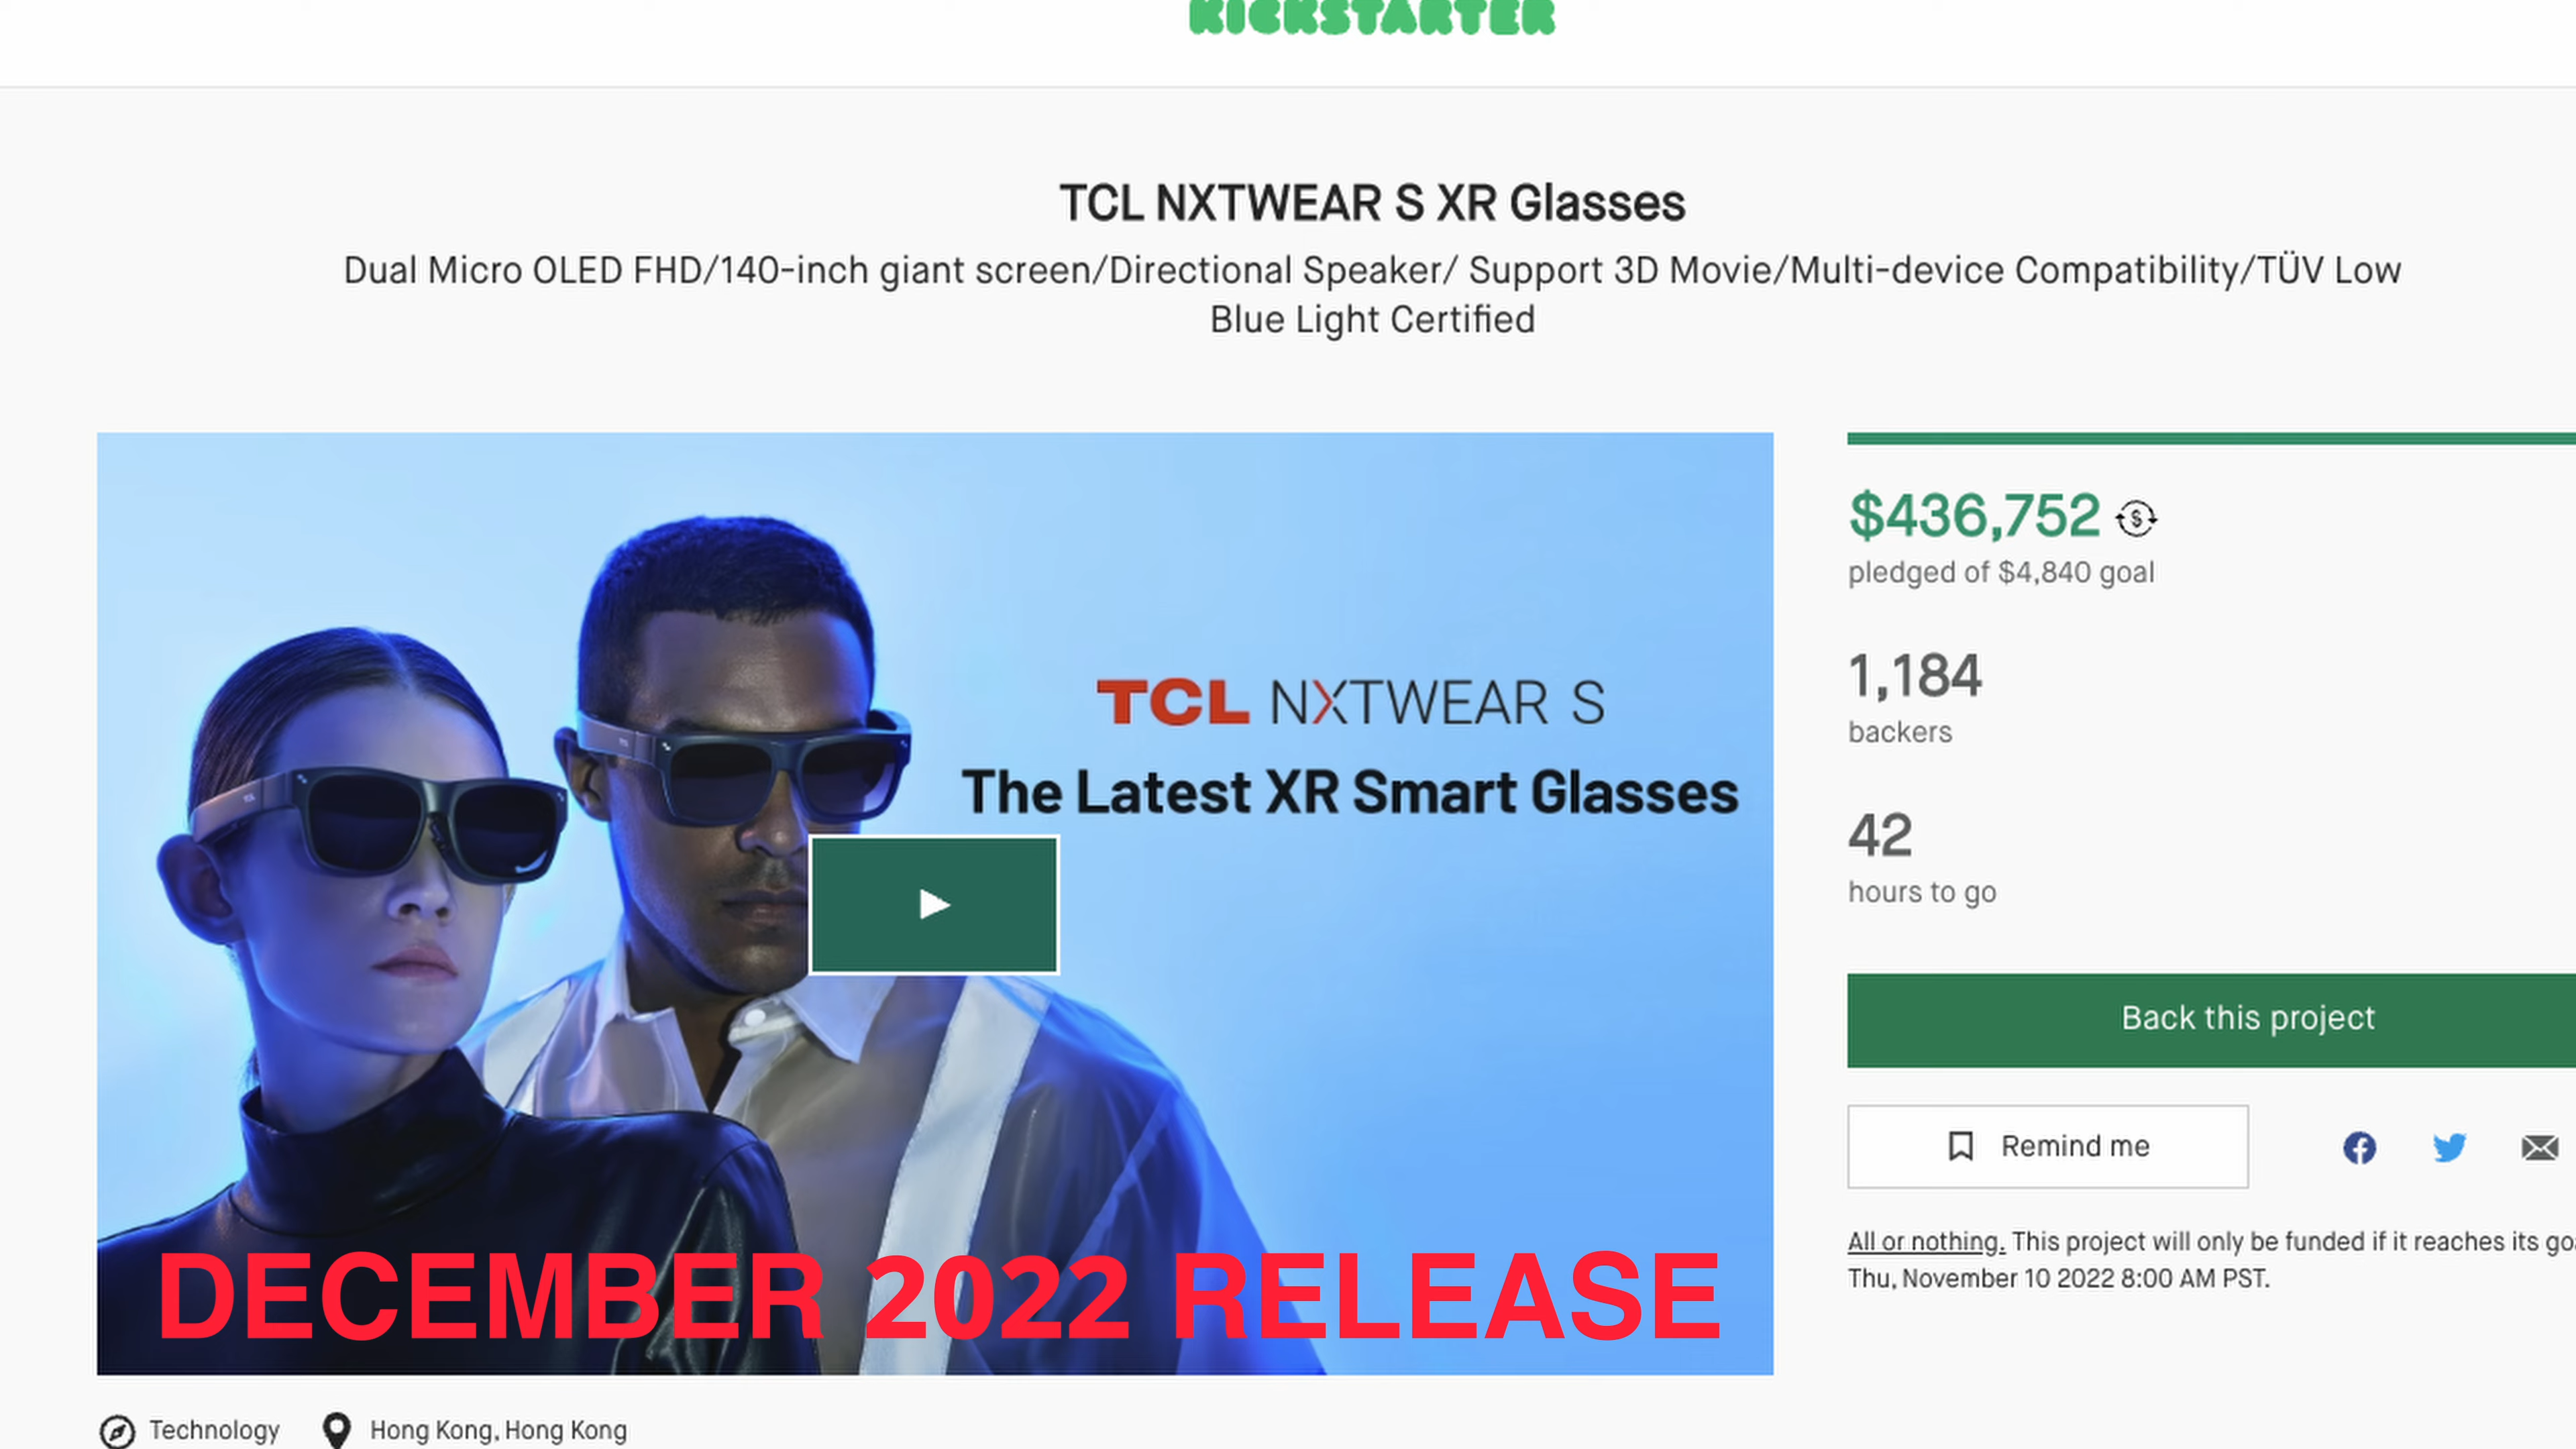 KICKSTARTER
TCL NXTWEAR S XR Glasses
Dual Micro OLED FHD/140-inch giant screen/Directional Speaker/ Support 3D Movie/Multi-device Compatibility/TÜV Low
Blue Light Certified
TCL NXTWEAR S
The Latest XR Smart Glasses
DECEMBER 2022 RELEASE
$436,752
pledged of $4,840 goal
1,184
backers
42
hours to go
Back this project
Remind me
All or nothing. This project will only be funded if it reaches its
Thu, November 10 2022 8:00 AM PST.
Technology
Hong Kong, Hong Kong